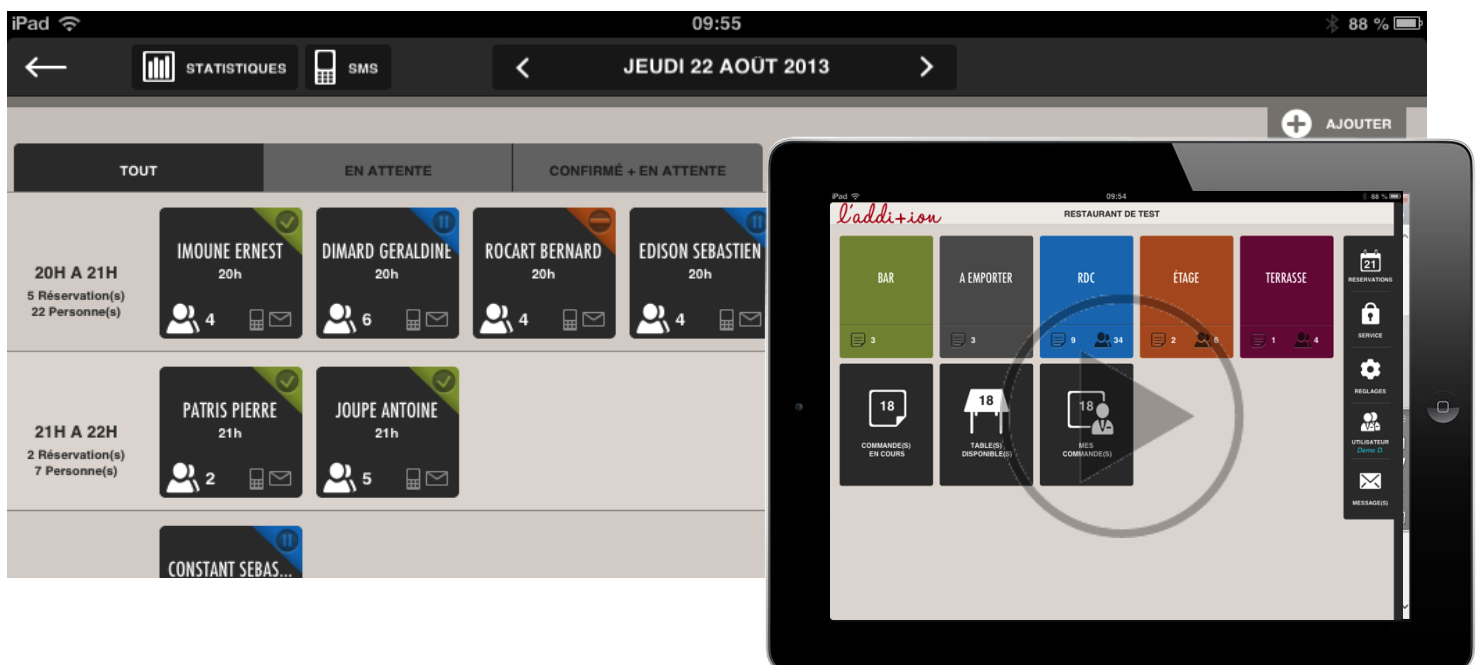 iPad 09:55 88 %
STATISTIQUES SMS JEUDI 22 AOÛT 2013
AJOUTER
TOUT EN ATTENTE CONFIRMÉ + EN ATTENTE
20H A 21H
5 Réservation(s)
22 Personne(s)
IMOUNE ERNEST
20h
4
DIMARD GERALDINE
20h
6
ROCART BERNARD
20h
4
EDISON SEBASTIEN
20h
4
21H A 22H
2 Réservation(s)
7 Personne(s)
PATRIS PIERRE
21h
2
JOUPE ANTOINE
21h
5
CONSTANT SEBAS...
iPad 09:54 88 %
l'addi+ion RESTAURANT DE TEST
BAR
3
A EMPORTER
3
RDC
9 34
ÉTAGE
2 5
TERRASSE
1 4
18
COMMANDE(S)
EN COURS
18
TABLE(S)
DISPONIBLE(S)
18
MES
COMMANDE(S)
21
RESERVATIONS
SERVICE
REGLAGES
UTILISATEUR
Demo D.
MESSAGE(S)